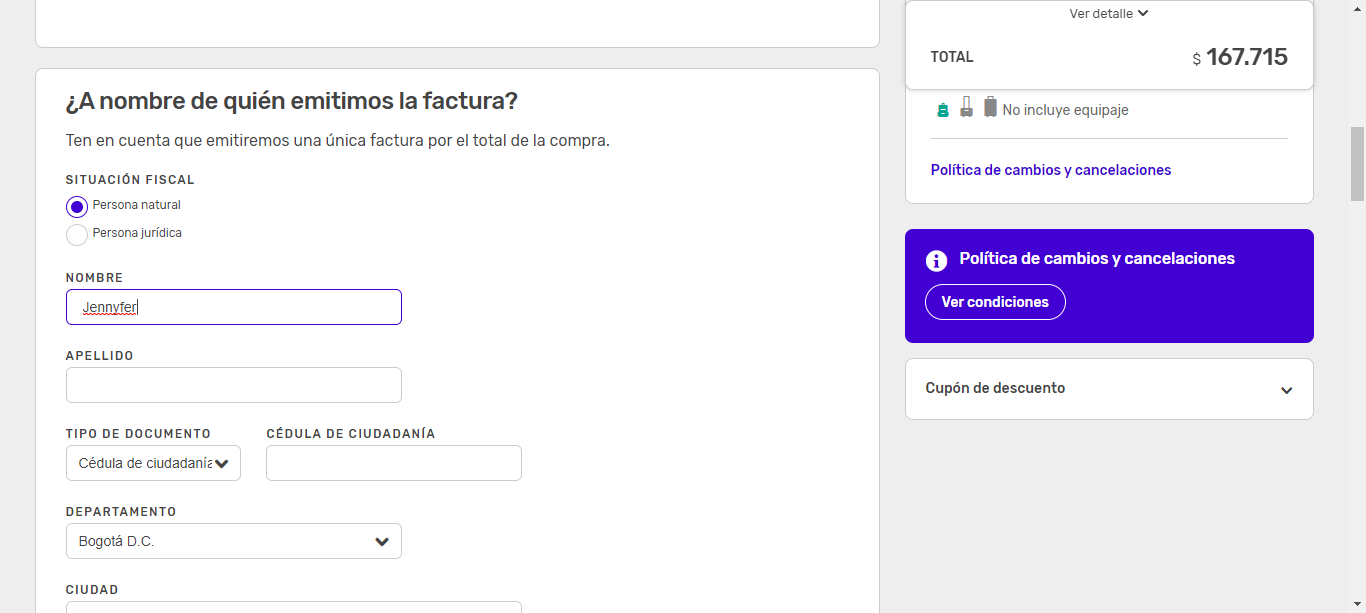 ¿A nombre de quién emitimos la factura?
Ten en cuenta que emitiremos una única factura por el total de la compra.
SITUACIÓN FISCAL
Persona natural
Persona jurídica
NOMBRE
Jennyfer
APELLIDO
TIPO DE DOCUMENTO
Cédula de ciudadanía
CÉDULA DE CIUDADANÍA
DEPARTAMENTO
Bogotá D.C.
CIUDAD
Ver detalle
TOTAL $ 167.715
No incluye equipaje
Política de cambios y cancelaciones
Política de cambios y cancelaciones
Ver condiciones
Cupón de descuento